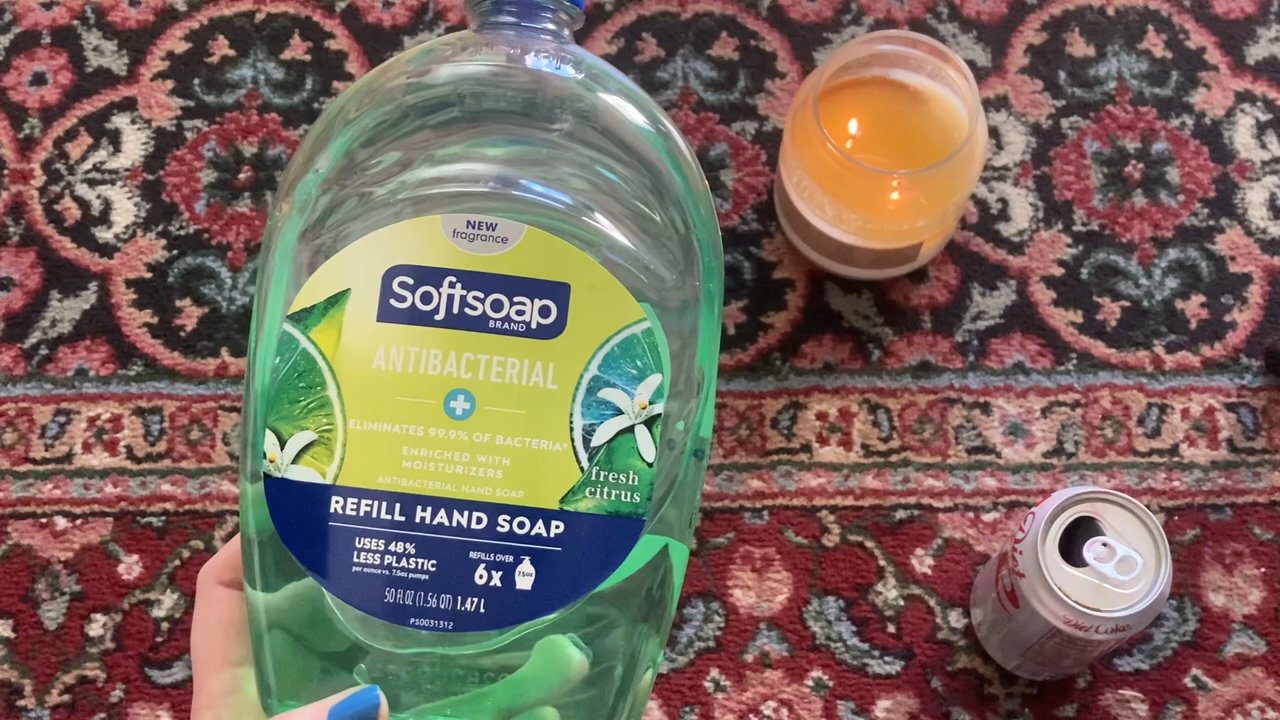 NEW
fragrance
Softsoap
BRAND
ANTIBACTERIAL
ELIMINATES 99.9% OF BACTERIA*
ENRICHED WITH
MOISTURIZERS
ANTIBACTERIAL HAND SOAP
fresh
citrus
REFILL HAND SOAP
USES 48%
LESS PLASTIC
per ounce vs. 7.5oz pumps
REFILLS OVER
6x
7.5oz
50 FL OZ (1.56 QT) 1.47 L
PS0031312
Diet
Diet Coke